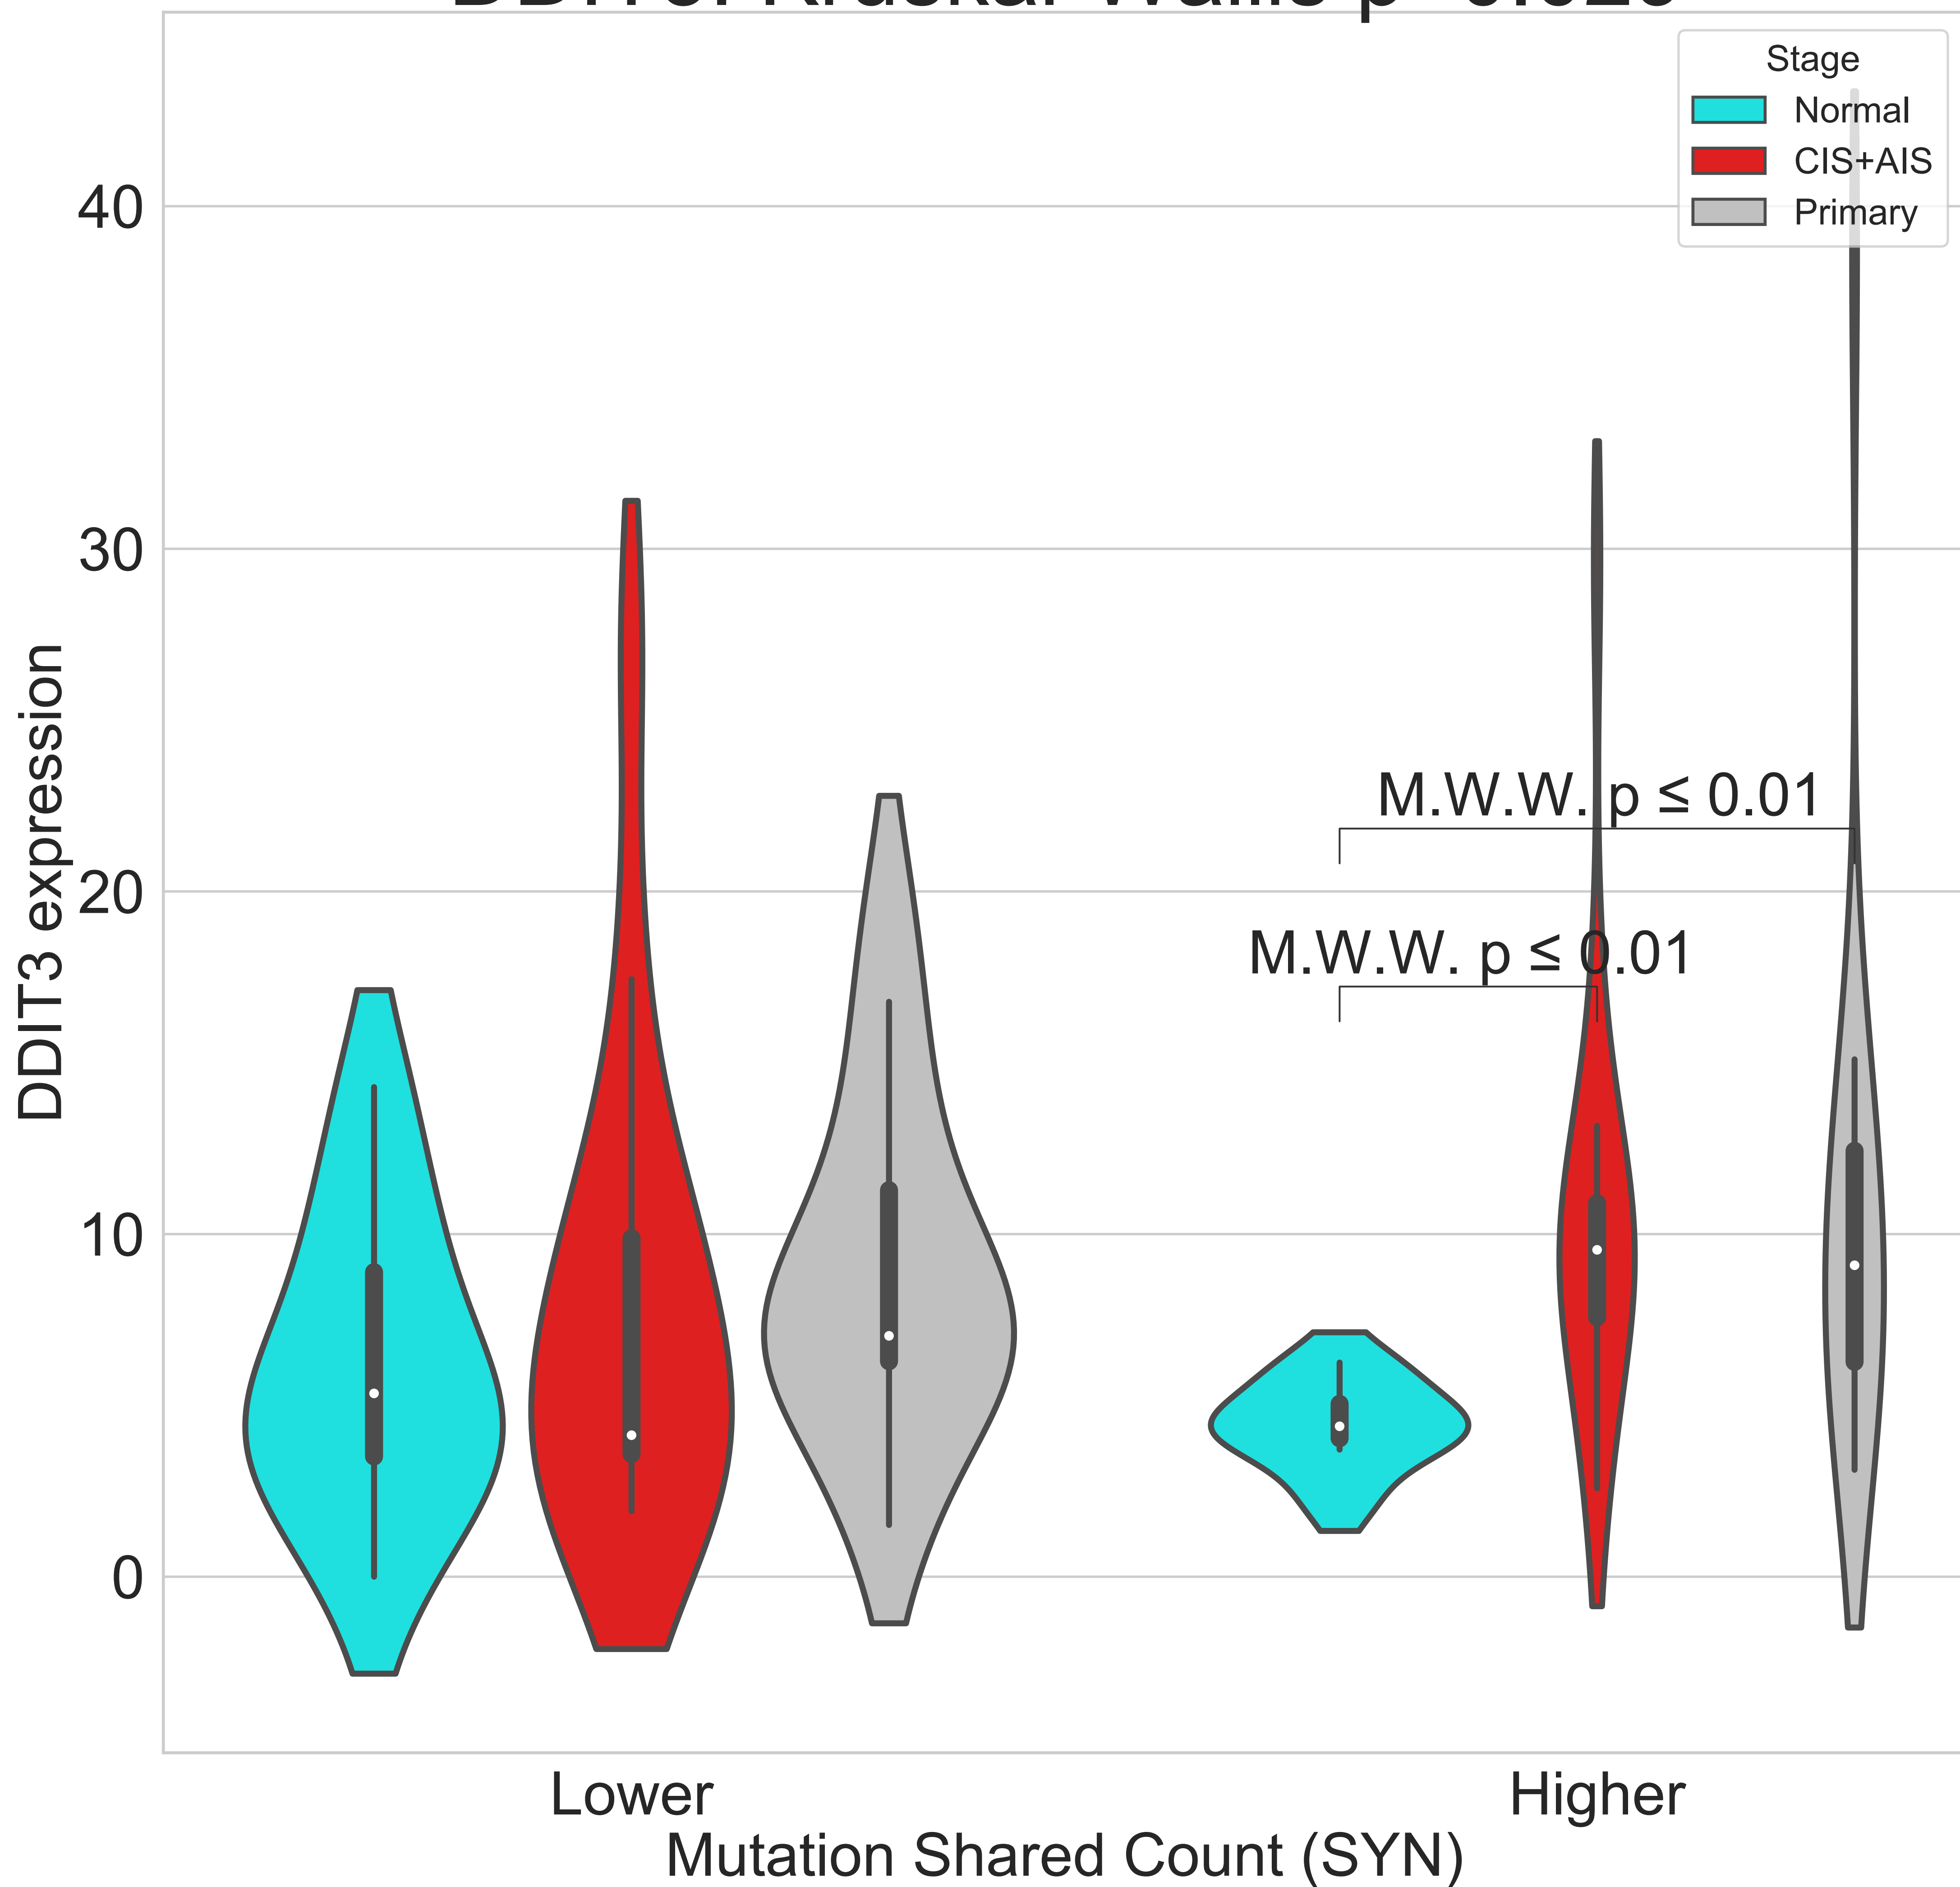 Stage
Normal
CIS+AIS
Primary
40
30
20
10
0
DDIT3 expression
M.W.W. p ≤ 0.01
M.W.W. p ≤ 0.01
Lower
Higher
Mutation Shared Count (SYN)